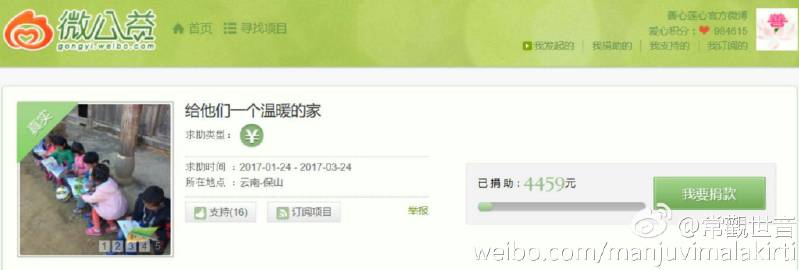 微公益
gongyi.weibo.com
首页 寻找项目
善心莲心官方微博
爱心积分：984615
我发起的 我捐助的 我支持的 我订阅的
善
真实
给他们一个温暖的家
求助类型： ¥
求助时间 ：2017-01-24 - 2017-03-24
所在地点 ：云南-保山
支持(16) 订阅项目 举报
1 2 3 4 5
已捐助：4459元
我要捐款
@常觀世音
weibo.com/manjuvimalakirti